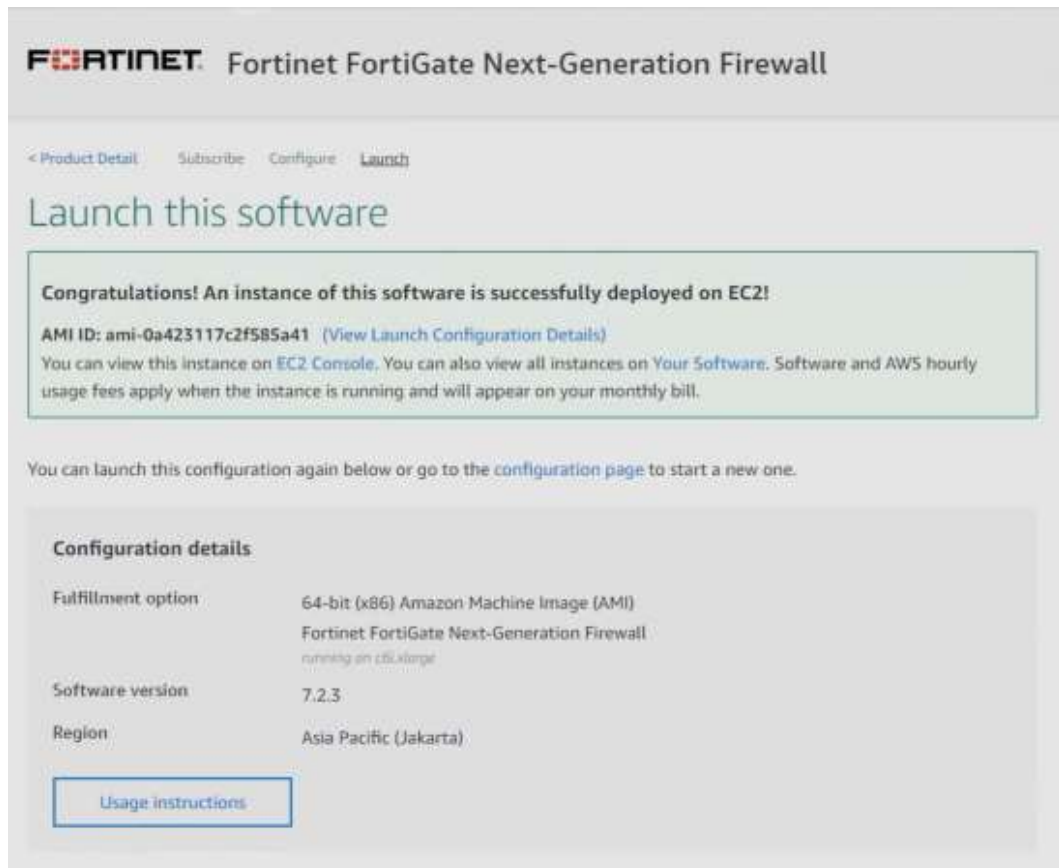 FORTINET. Fortinet FortiGate Next-Generation Firewall
< Product Detail Subscribe Configure Launch
Launch this software
Congratulations! An instance of this software is successfully deployed on EC2!
AMI ID: ami-0a423117c2f585a41 (View Launch Configuration Details)
You can view this instance on EC2 Console. You can also view all instances on Your Software. Software and AWS hourly
usage fees apply when the instance is running and will appear on your monthly bill.
You can launch this configuration again below or go to the configuration page to start a new one.
Configuration details
Fulfillment option
64-bit (x86) Amazon Machine Image (AMI)
Fortinet FortiGate Next-Generation Firewall
running on c6i.xlarge
Software version
7.2.3
Region
Asia Pacific (Jakarta)
Usage instructions